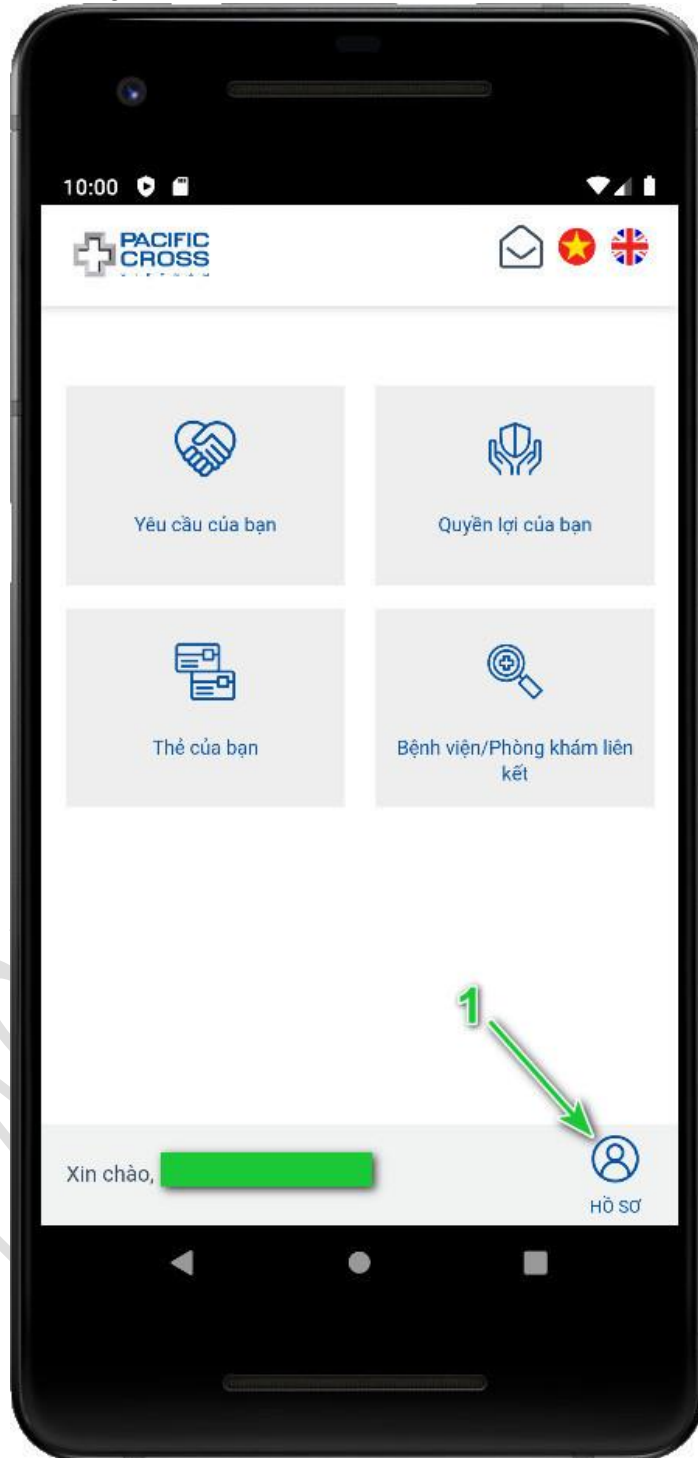 10:00
PACIFIC
CROSS
VIETNAM
Yêu cầu của bạn
Quyền lợi của bạn
Thẻ của bạn
Bệnh viện/Phòng khám liên
kết
1
Xin chào,
HỒ SƠ